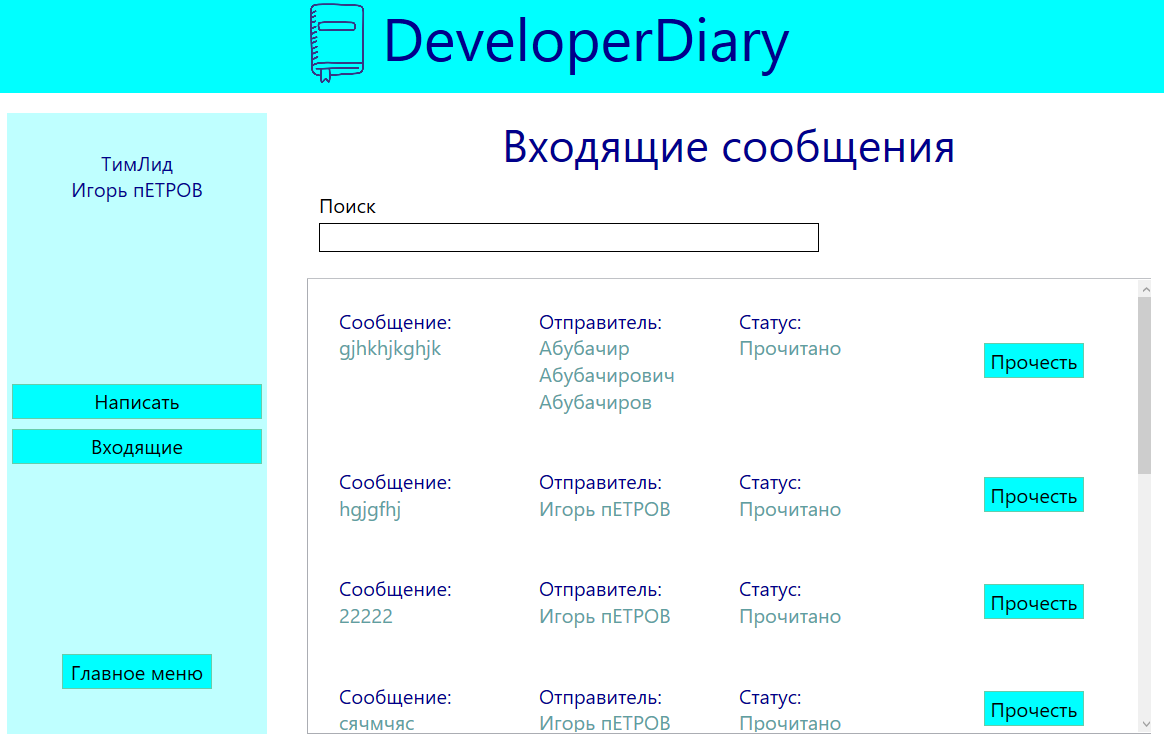 DeveloperDiary
ТимЛид
Игорь пЕТРОВ
Написать
Входящие
Главное меню
Входящие сообщения
Поиск
Сообщение:
gjhkhjkghjk
Отправитель:
Абубачир
Абубачирович
Абубачиров
Статус:
Прочитано
Прочесть
Сообщение:
hgjgfhj
Отправитель:
Игорь пЕТРОВ
Статус:
Прочитано
Прочесть
Сообщение:
22222
Отправитель:
Игорь пЕТРОВ
Статус:
Прочитано
Прочесть
Сообщение:
сячмчяс
Отправитель:
Игорь пЕТРОВ
Статус:
Прочитано
Прочесть